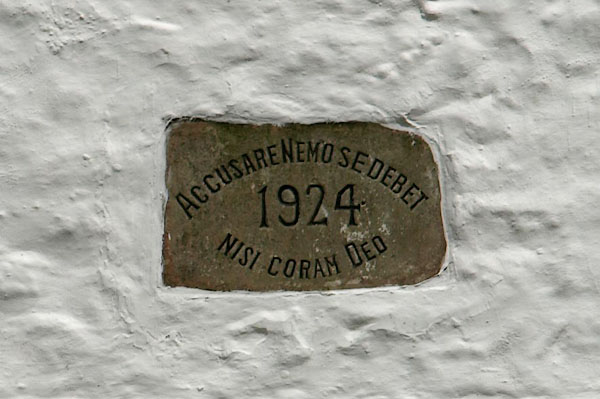 ACCUSARE NEMO SE DEBET
1924
NISI CORAM DEO